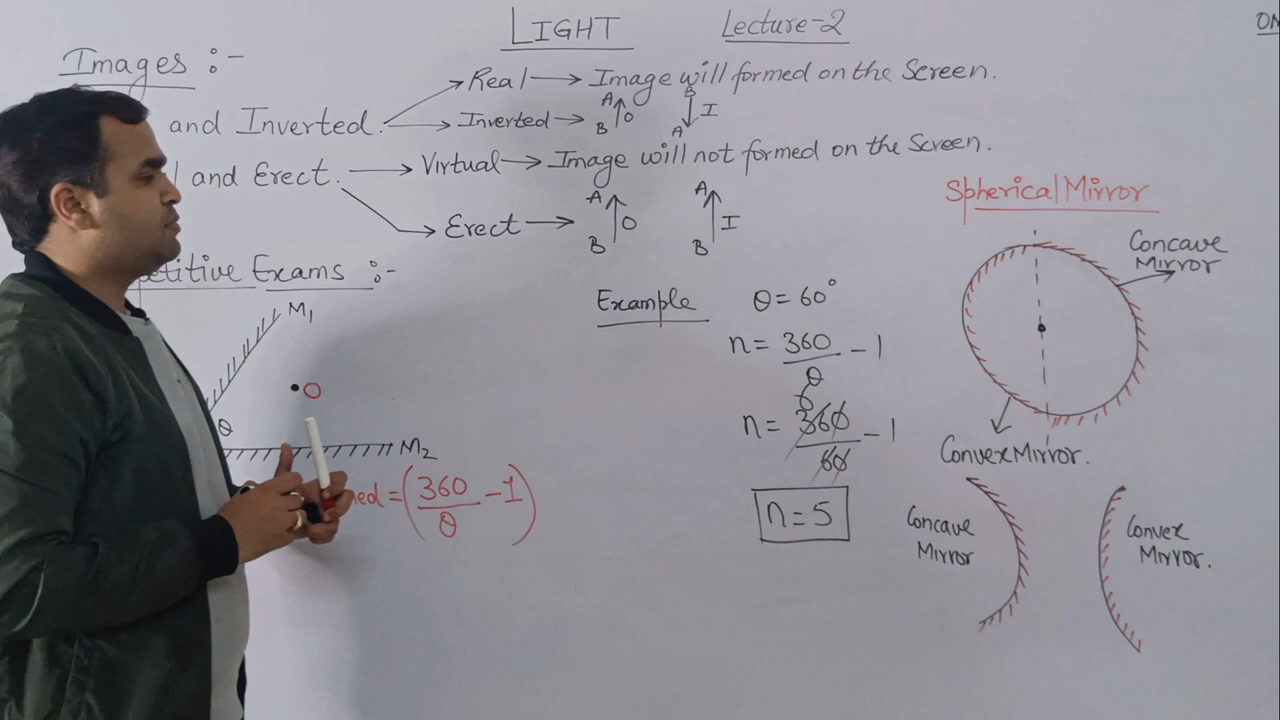 LIGHT Lecture-2
Images :-
and Inverted. Real → Image will formed on the Screen.
Inverted → A B O B A I
and Erect. → Virtual → Image will not formed on the Screen.
Erect → A B O A B I
Exams :-
M1
O
θ
M2
= (360/θ - 1)
Example θ = 60°
n = 360/θ - 1
n = 360/60 - 1
6
n = 5
Spherical Mirror
Concave
Mirror
Convex Mirror.
Concave
Mirror
Convex
Mirror.